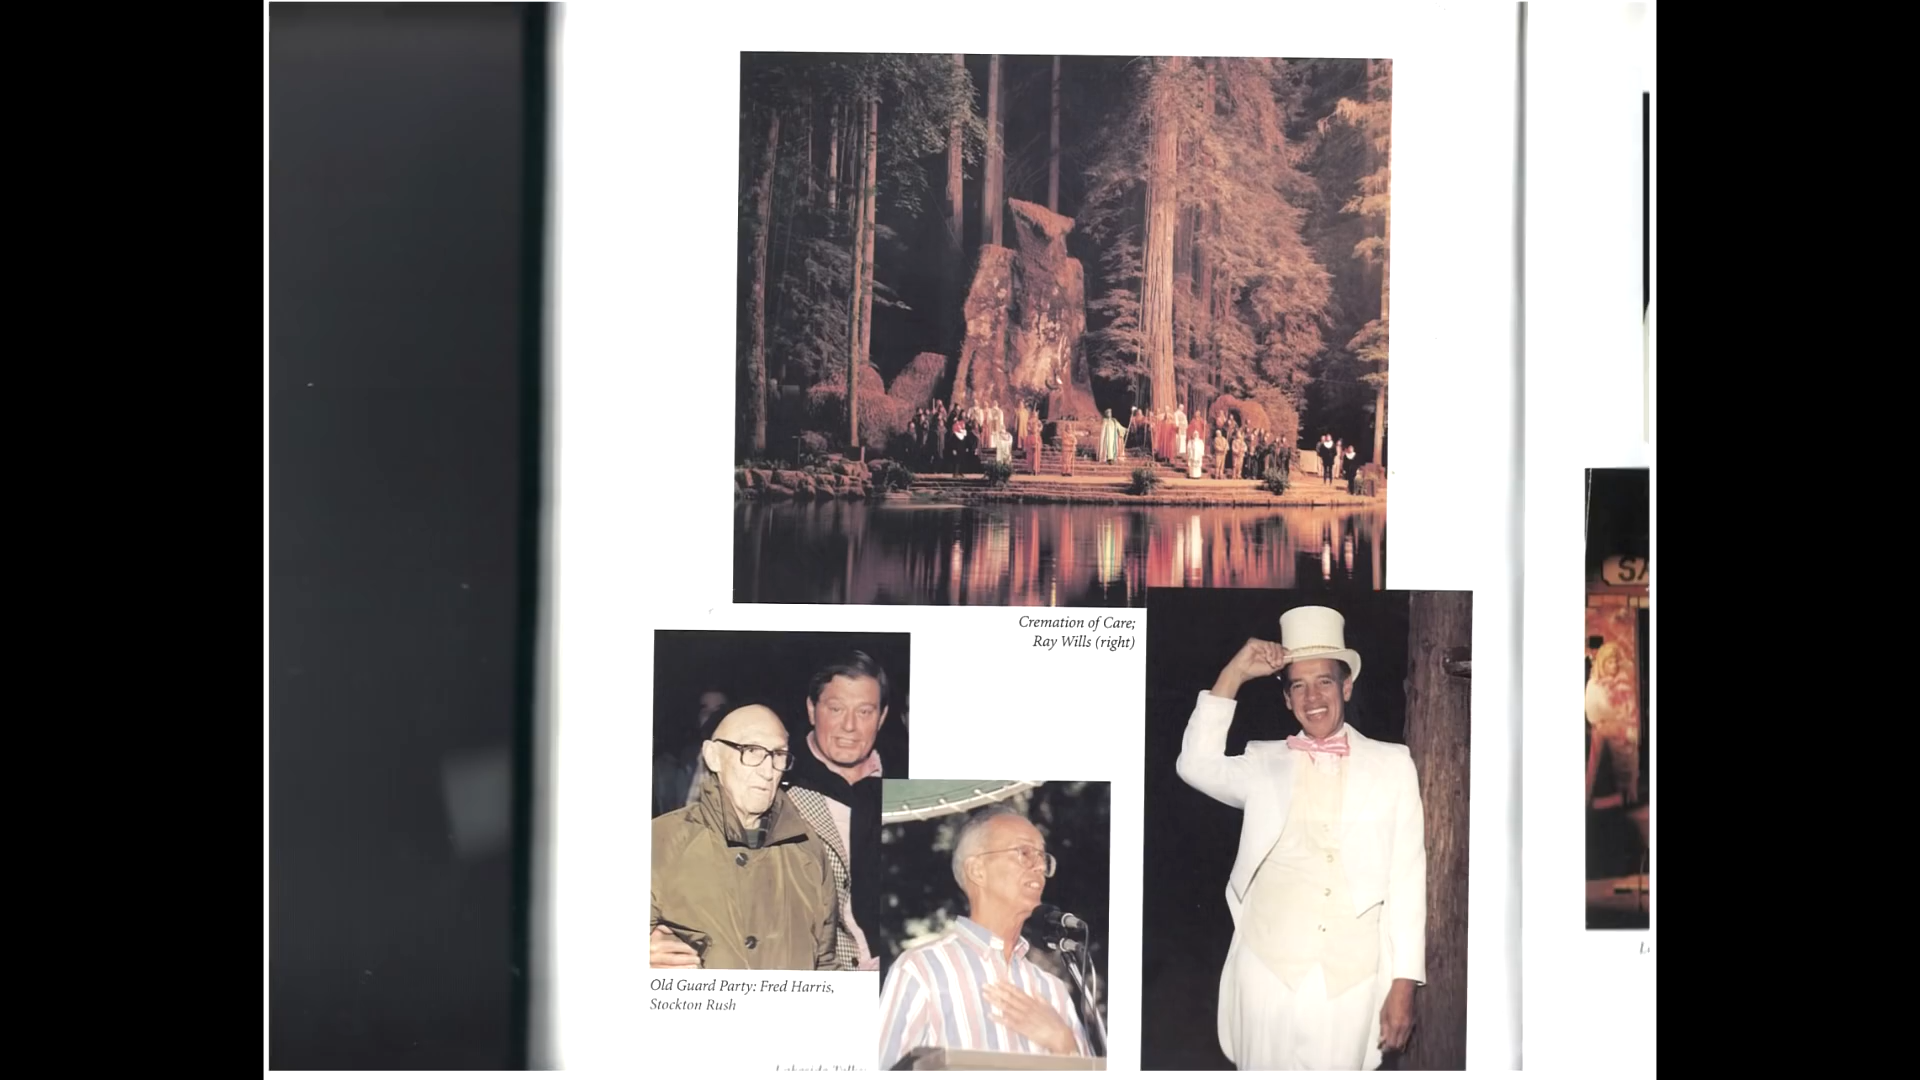 Cremation of Care;
Ray Wills (right)
Old Guard Party: Fred Harris,
Stockton Rush